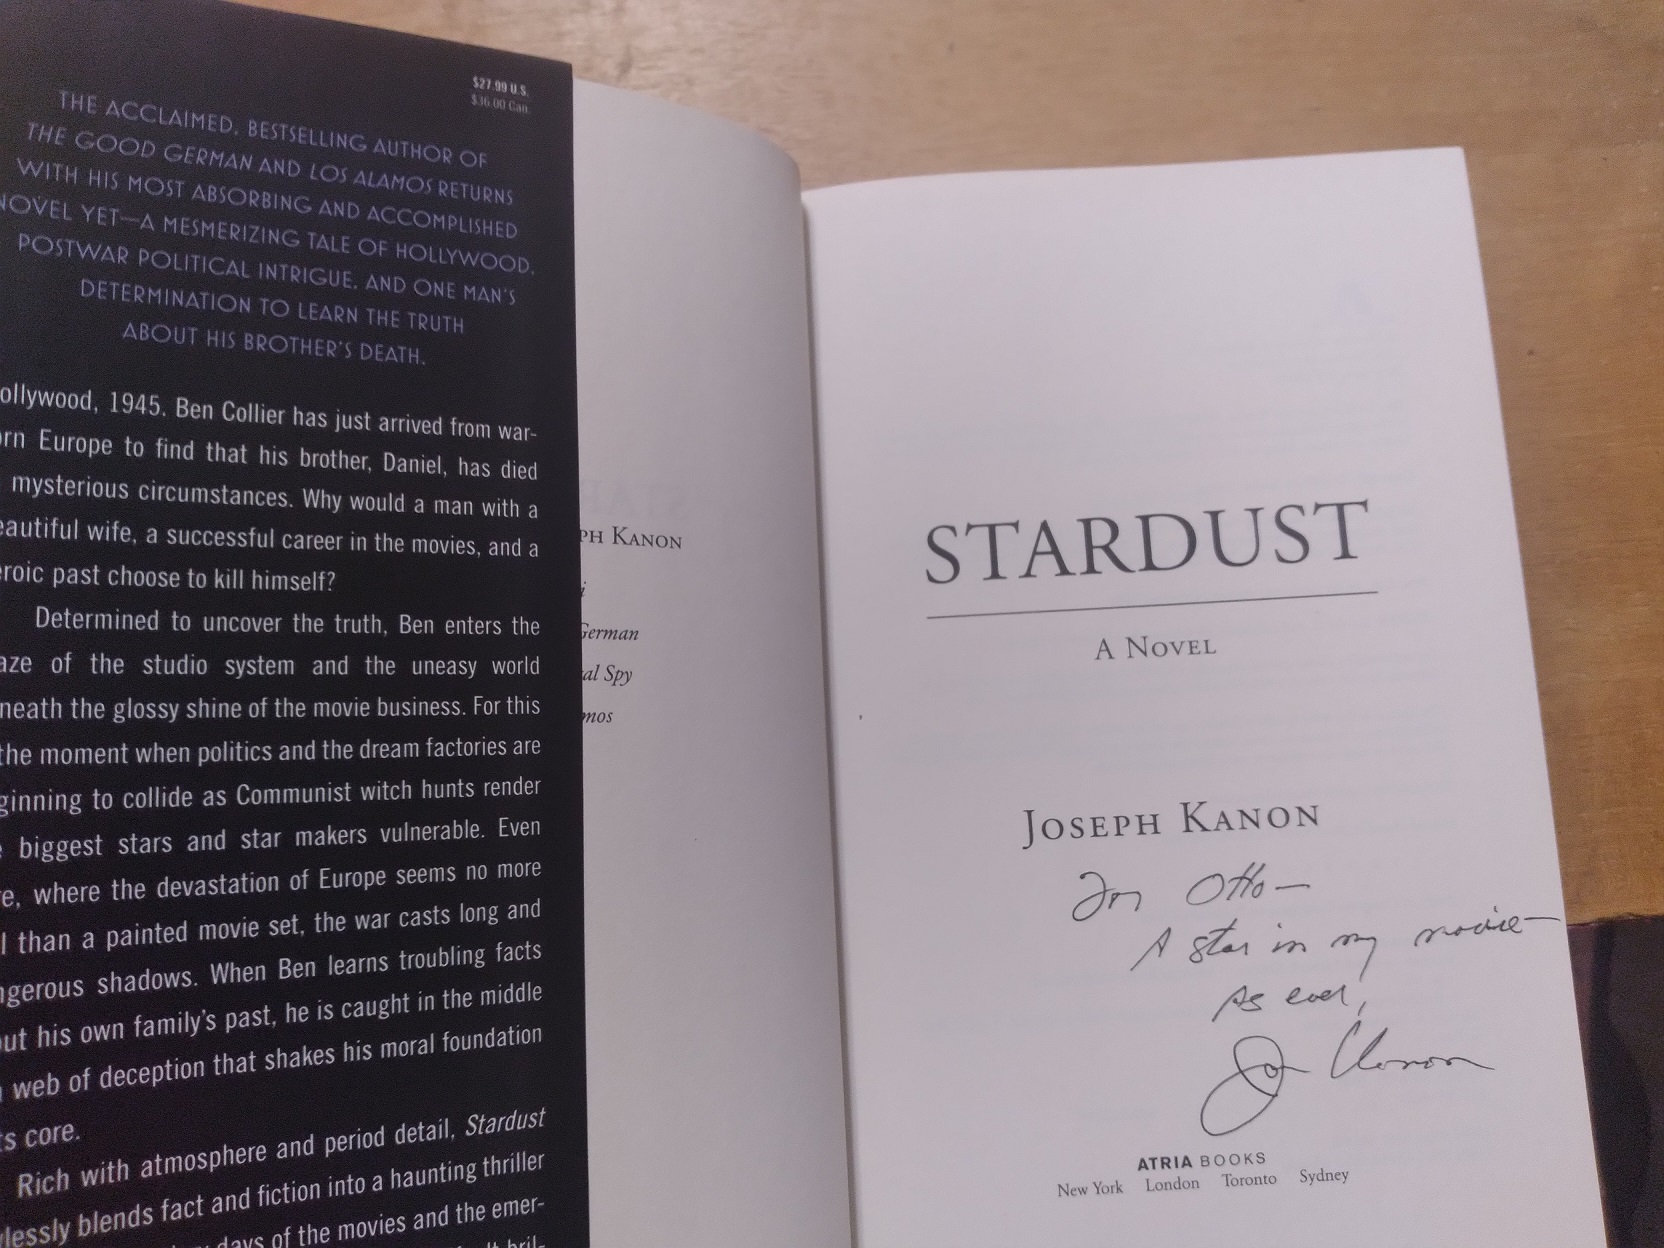 $27.99 U.S.
$36.00 Can.
THE ACCLAIMED, BESTSELLING AUTHOR OF
THE GOOD GERMAN AND LOS ALAMOS RETURNS
WITH HIS MOST ABSORBING AND ACCOMPLISHED
NOVEL YET—A MESMERIZING TALE OF HOLLYWOOD,
POSTWAR POLITICAL INTRIGUE, AND ONE MAN'S
DETERMINATION TO LEARN THE TRUTH
ABOUT HIS BROTHER'S DEATH.
ollywood, 1945. Ben Collier has just arrived from war-
orn Europe to find that his brother, Daniel, has died
mysterious circumstances. Why would a man with a
eautiful wife, a successful career in the movies, and a
eroic past choose to kill himself?
Determined to uncover the truth, Ben enters the
aze of the studio system and the uneasy world
neath the glossy shine of the movie business. For this
the moment when politics and the dream factories are
ginning to collide as Communist witch hunts render
e biggest stars and star makers vulnerable. Even
re, where the devastation of Europe seems no more
l than a painted movie set, the war casts long and
ngerous shadows. When Ben learns troubling facts
out his own family's past, he is caught in the middle
a web of deception that shakes his moral foundation
ts core.
Rich with atmosphere and period detail, Stardust
lessly blends fact and fiction into a haunting thriller
days of the movies and the emer-
PH KANON
i
German
al Spy
mos
STARDUST
A NOVEL
JOSEPH KANON
For Otto—
A star in my movie—
As ever,
Joe Kanon
ATRIA BOOKS
New York London Toronto Sydney